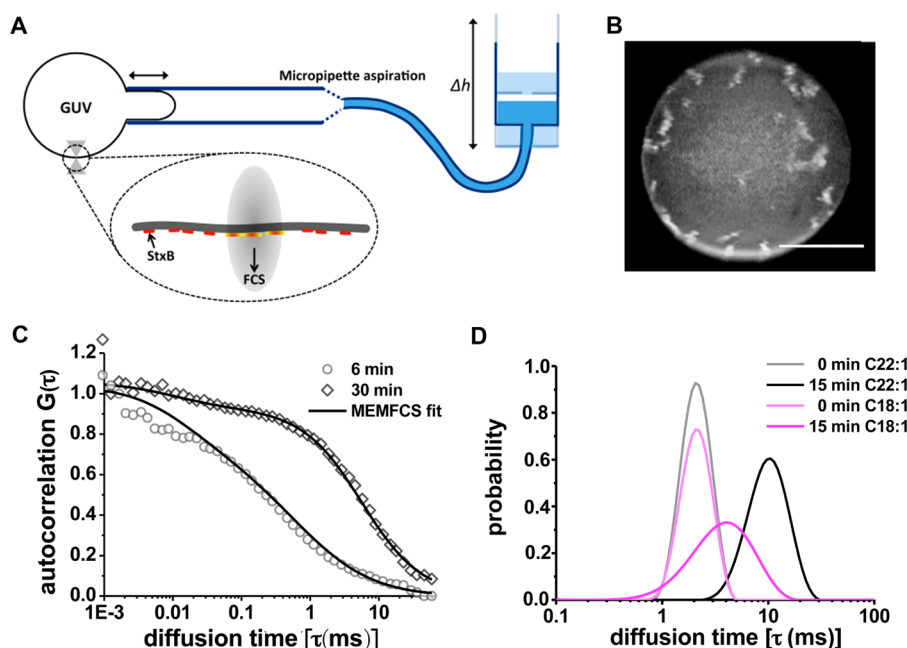 A
GUV
Micropipette aspiration
Δh
StxB
FCS
B
C
autocorrelation G(τ)
1.2
1.0
0.8
0.6
0.4
0.2
0.0
1E-3
0.01
0.1
1
10
diffusion time [τ(ms)]
6 min
30 min
MEMFCS fit
D
probability
1.0
0.8
0.6
0.4
0.2
0.0
0.1
1
10
100
diffusion time [τ (ms)]
0 min C22:1
15 min C22:1
0 min C18:1
15 min C18:1